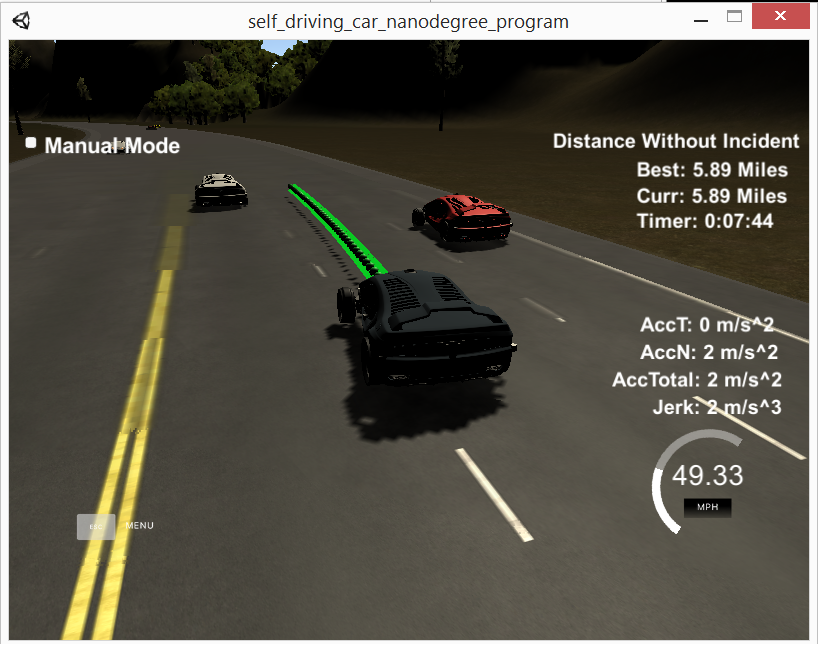 self_driving_car_nanodegree_program
Manual Mode
Distance Without Incident
Best: 5.89 Miles
Curr: 5.89 Miles
Timer: 0:07:44
AccT: 0 m/s^2
AccN: 2 m/s^2
AccTotal: 2 m/s^2
Jerk: 2 m/s^3
49.33
MPH
ESC MENU